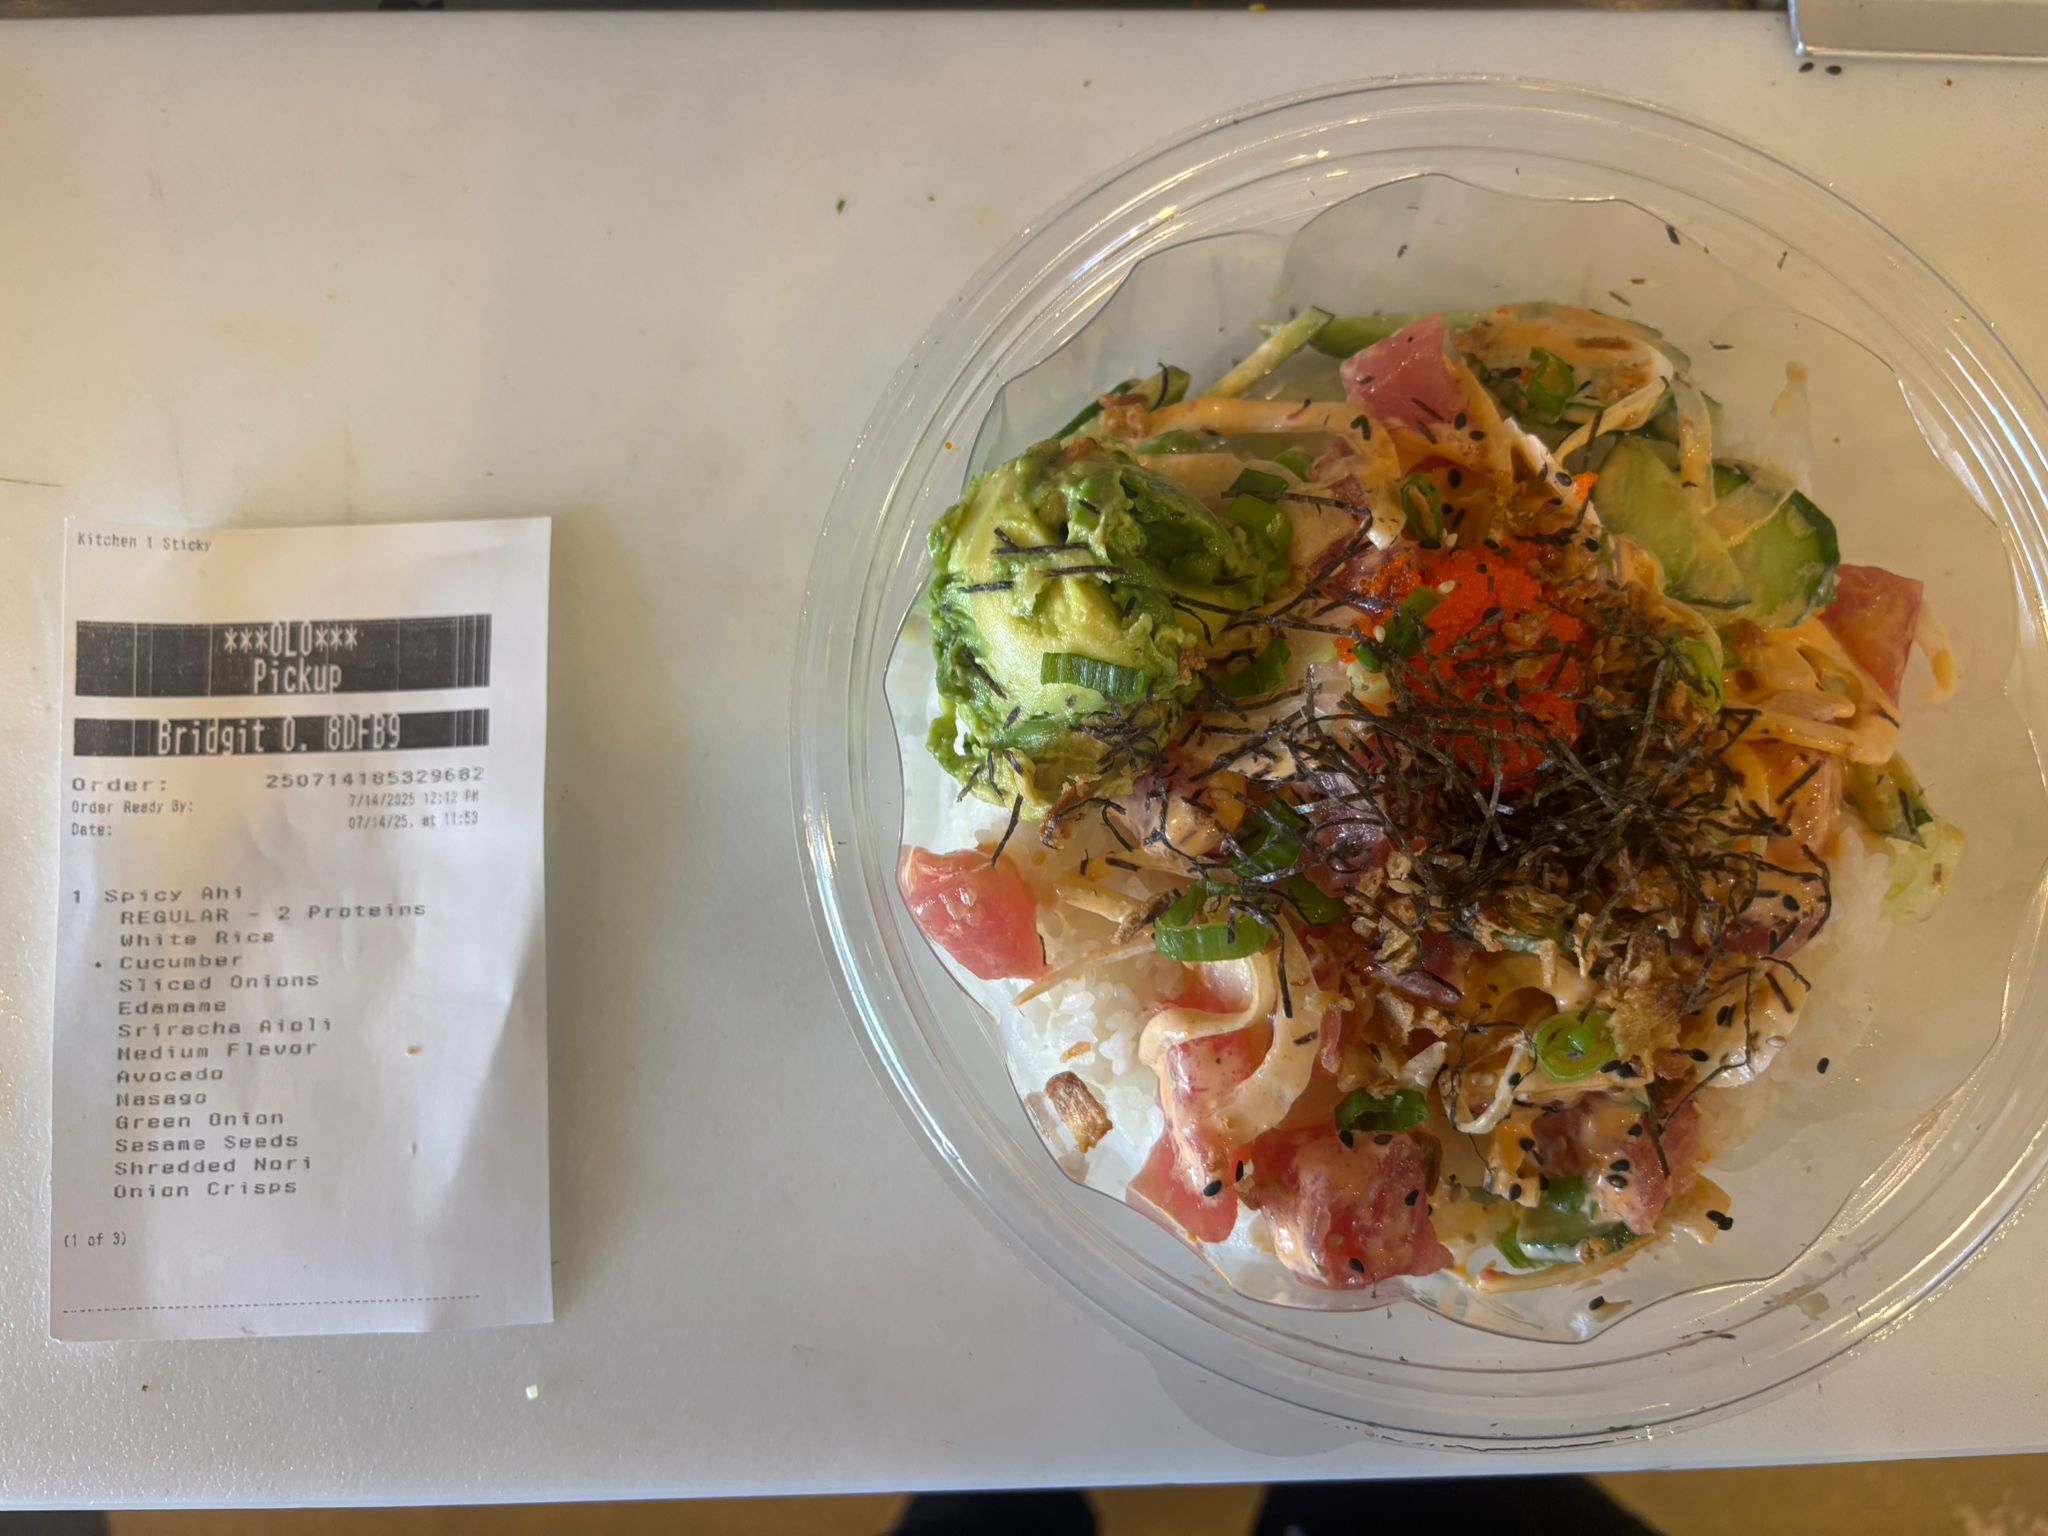 Kitchen 1 Sticky
***OLO***
Pickup
Bridgit O. 8DFB9
Order: 250714185329682
Order Ready By: 7/14/2025 12:12 PM
Date: 07/14/25, at 11:53
1 Spicy Ahi
REGULAR - 2 Proteins
White Rice
Cucumber
Sliced Onions
Edamame
Sriracha Aioli
Medium Flavor
Avocado
Masago
Green Onion
Sesame Seeds
Shredded Nori
Onion Crisps
(1 of 3)